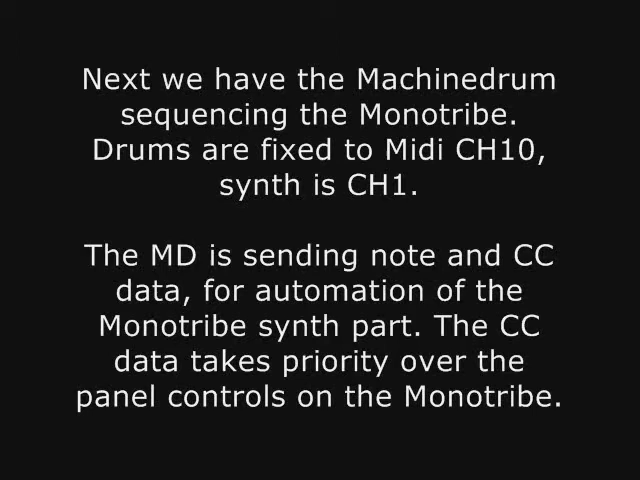 Next we have the Machinedrum
sequencing the Monotribe.
Drums are fixed to Midi CH10,
synth is CH1.
The MD is sending note and CC
data, for automation of the
Monotribe synth part. The CC
data takes priority over the
panel controls on the Monotribe.